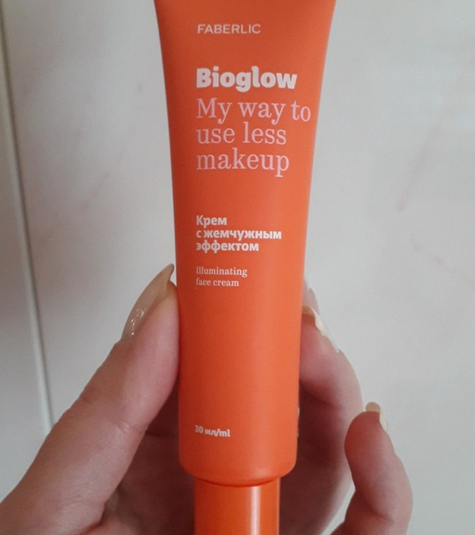 FABERLIC
Bioglow
My way to
use less
makeup
Крем
с жемчужным
эффектом
illuminating
face cream
30 мл/ml